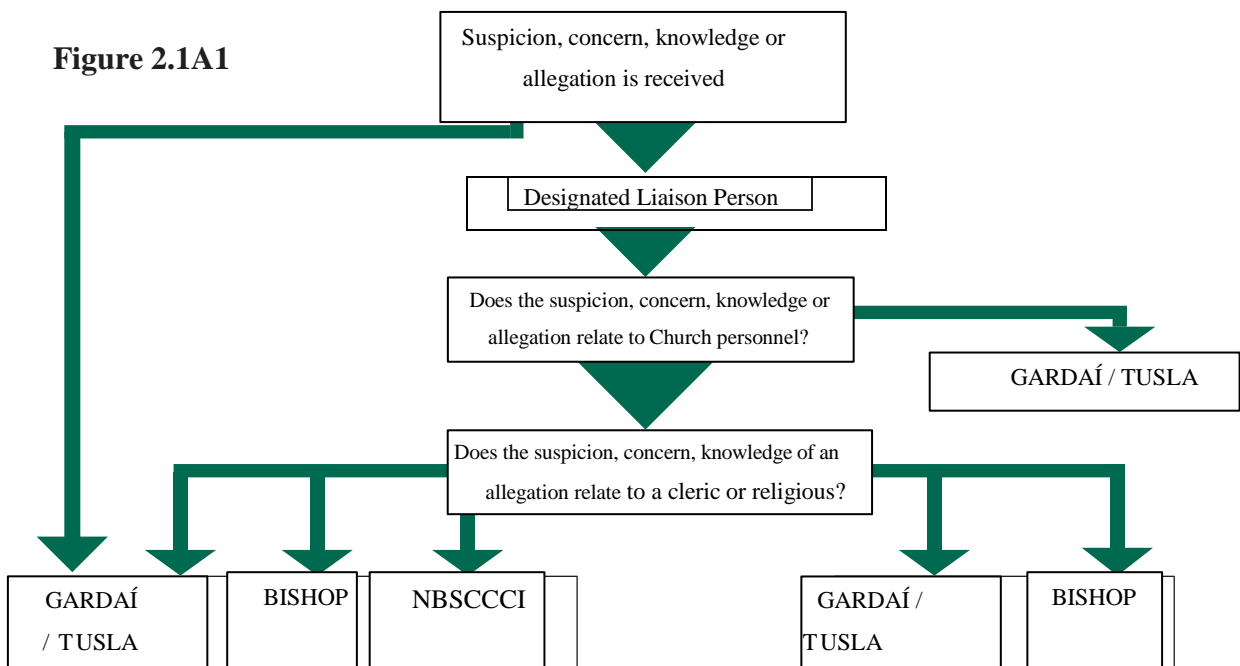 Figure 2.1A1
Suspicion, concern, knowledge or
allegation is received
Designated Liaison Person
Does the suspicion, concern, knowledge or
allegation relate to Church personnel?
GARDAÍ / TUSLA
Does the suspicion, concern, knowledge of an
allegation relate to a cleric or religious?
GARDAÍ
/ TUSLA
BISHOP
NBSCCCI
GARDAÍ /
TUSLA
BISHOP